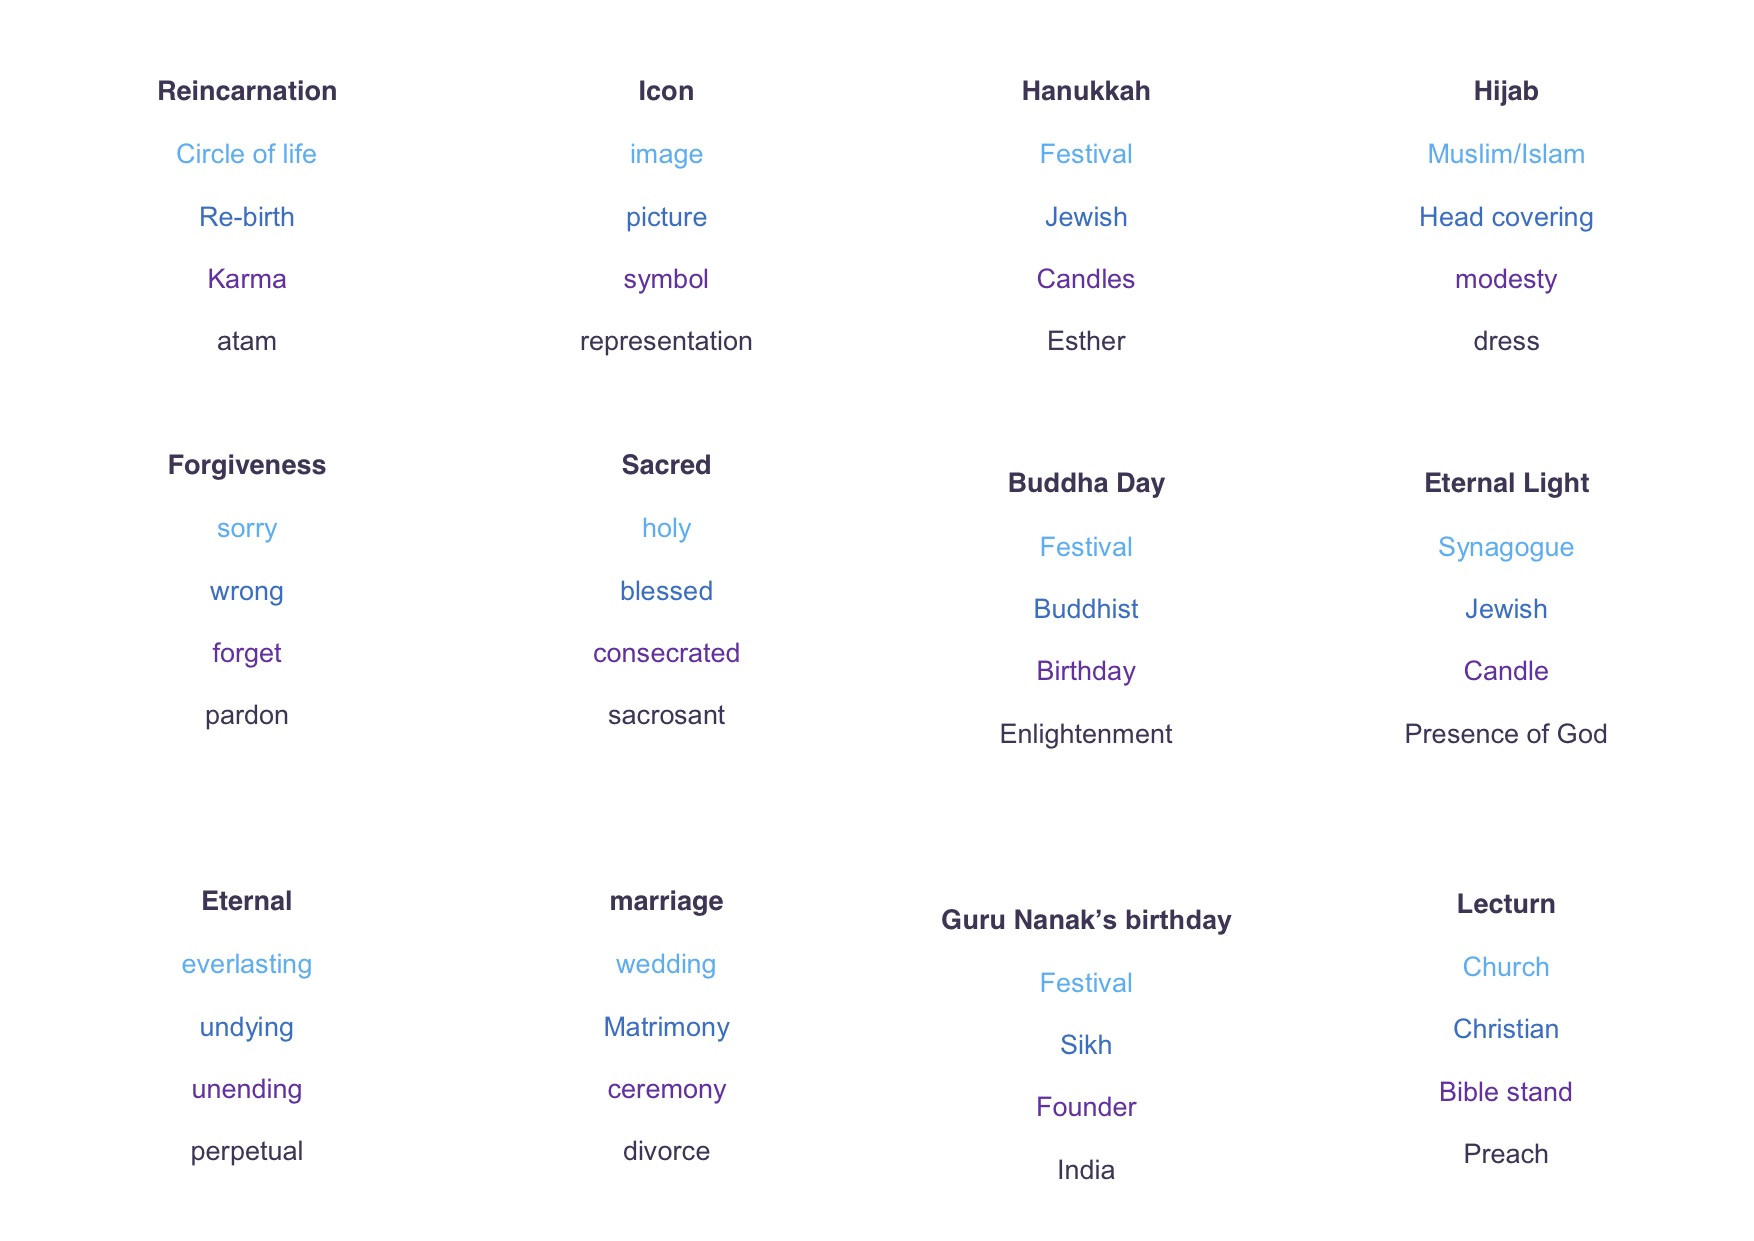 Reincarnation
Circle of life
Re-birth
Karma
atam
Icon
image
picture
symbol
representation
Hanukkah
Festival
Jewish
Candles
Esther
Hijab
Muslim/Islam
Head covering
modesty
dress
Forgiveness
sorry
wrong
forget
pardon
Sacred
holy
blessed
consecrated
sacrosant
Buddha Day
Festival
Buddhist
Birthday
Enlightenment
Eternal Light
Synagogue
Jewish
Candle
Presence of God
Eternal
everlasting
undying
unending
perpetual
marriage
wedding
Matrimony
ceremony
divorce
Guru Nanak’s birthday
Festival
Sikh
Founder
India
Lecturn
Church
Christian
Bible stand
Preach